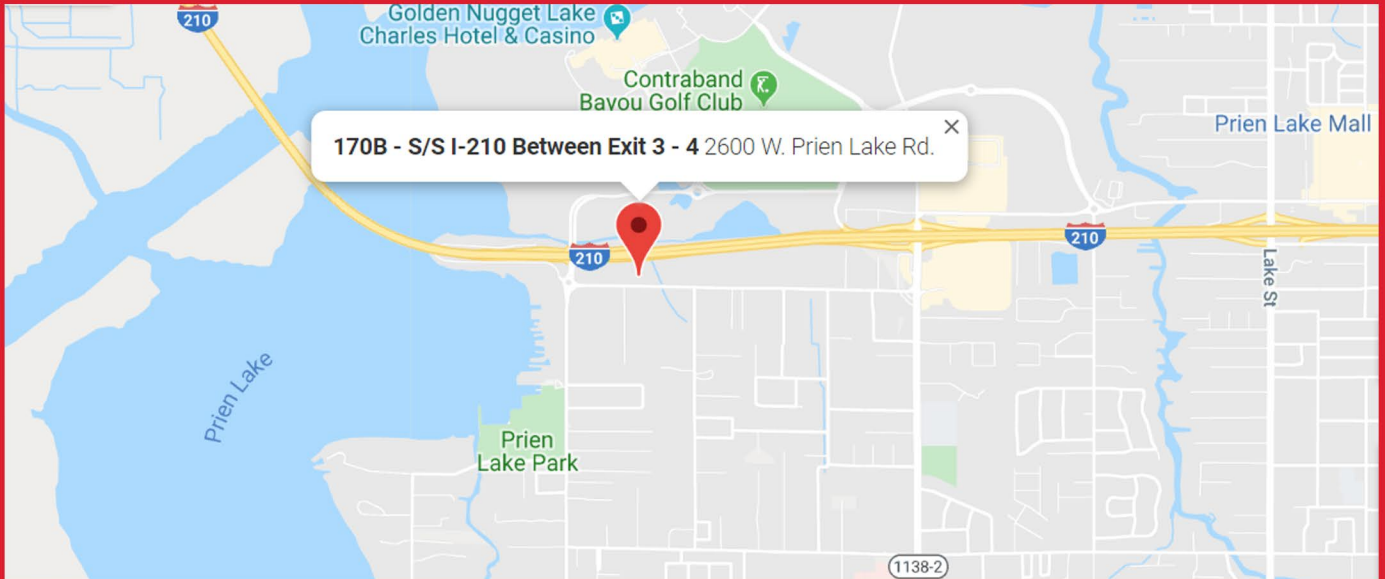 210
Golden Nugget Lake
Charles Hotel & Casino
Contraband
Bayou Golf Club
Prien Lake Mall
170B - S/S I-210 Between Exit 3 - 4 2600 W. Prien Lake Rd.
210
210
Lake St
Prien Lake
Prien
Lake Park
1138-2